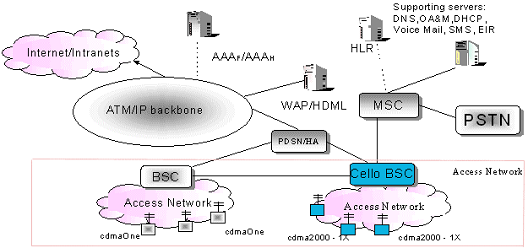 Supporting servers:
DNS,OA&M,DHCP,
Voice Mail, SMS, EIR
Internet/Intranets
AAAF/AAAH
HLR
ATM/IP backbone
WAP/HDML
MSC
PSTN
PDSN/HA
BSC
Cello BSC
Access Network
Access Network
Access Network
cdmaOne
cdmaOne
cdma2000 - 1X
cdma2000 - 1X